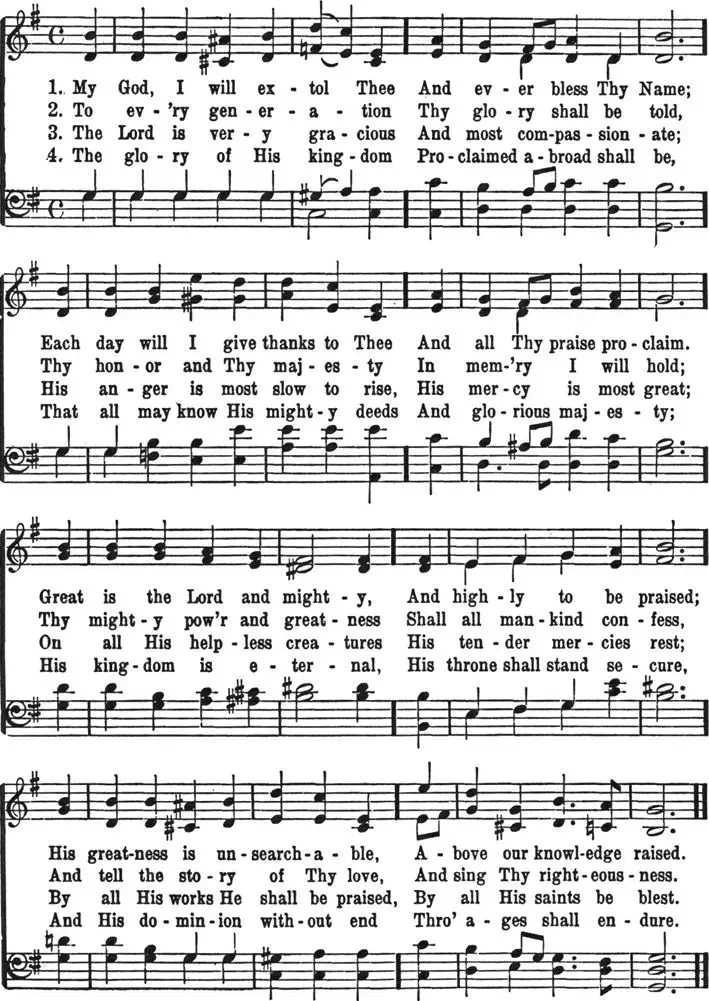 1. My God, I will ex - tol Thee And ev - er bless Thy Name;
2. To ev - 'ry gen - er - a - tion Thy glo - ry shall be told,
3. The Lord is ver - y gra - cious And most com - pas - sion - ate;
4. The glo - ry of His king - dom Pro - claimed a - broad shall be,
Each day will I give thanks to Thee And all Thy praise pro - claim.
Thy hon - or and Thy maj - es - ty In mem - 'ry I will hold;
His an - ger is most slow to rise, His mer - cy is most great;
That all may know His might - y deeds And glo - rious maj - es - ty;
Great is the Lord and might - y, And high - ly to be praised;
Thy might - y pow'r and great - ness Shall all man - kind con - fess,
On all His help - less crea - tures His ten - der mer - cies rest;
His king - dom is e - ter - nal, His throne shall stand se - cure,
His great - ness is un - search - a - ble, A - bove our knowl - edge raised.
And tell the sto - ry of Thy love, And sing Thy right - eous - ness.
By all His works He shall be praised, By all His saints be blest.
And His do - min - ion with - out end Thro' a - ges shall en - dure.